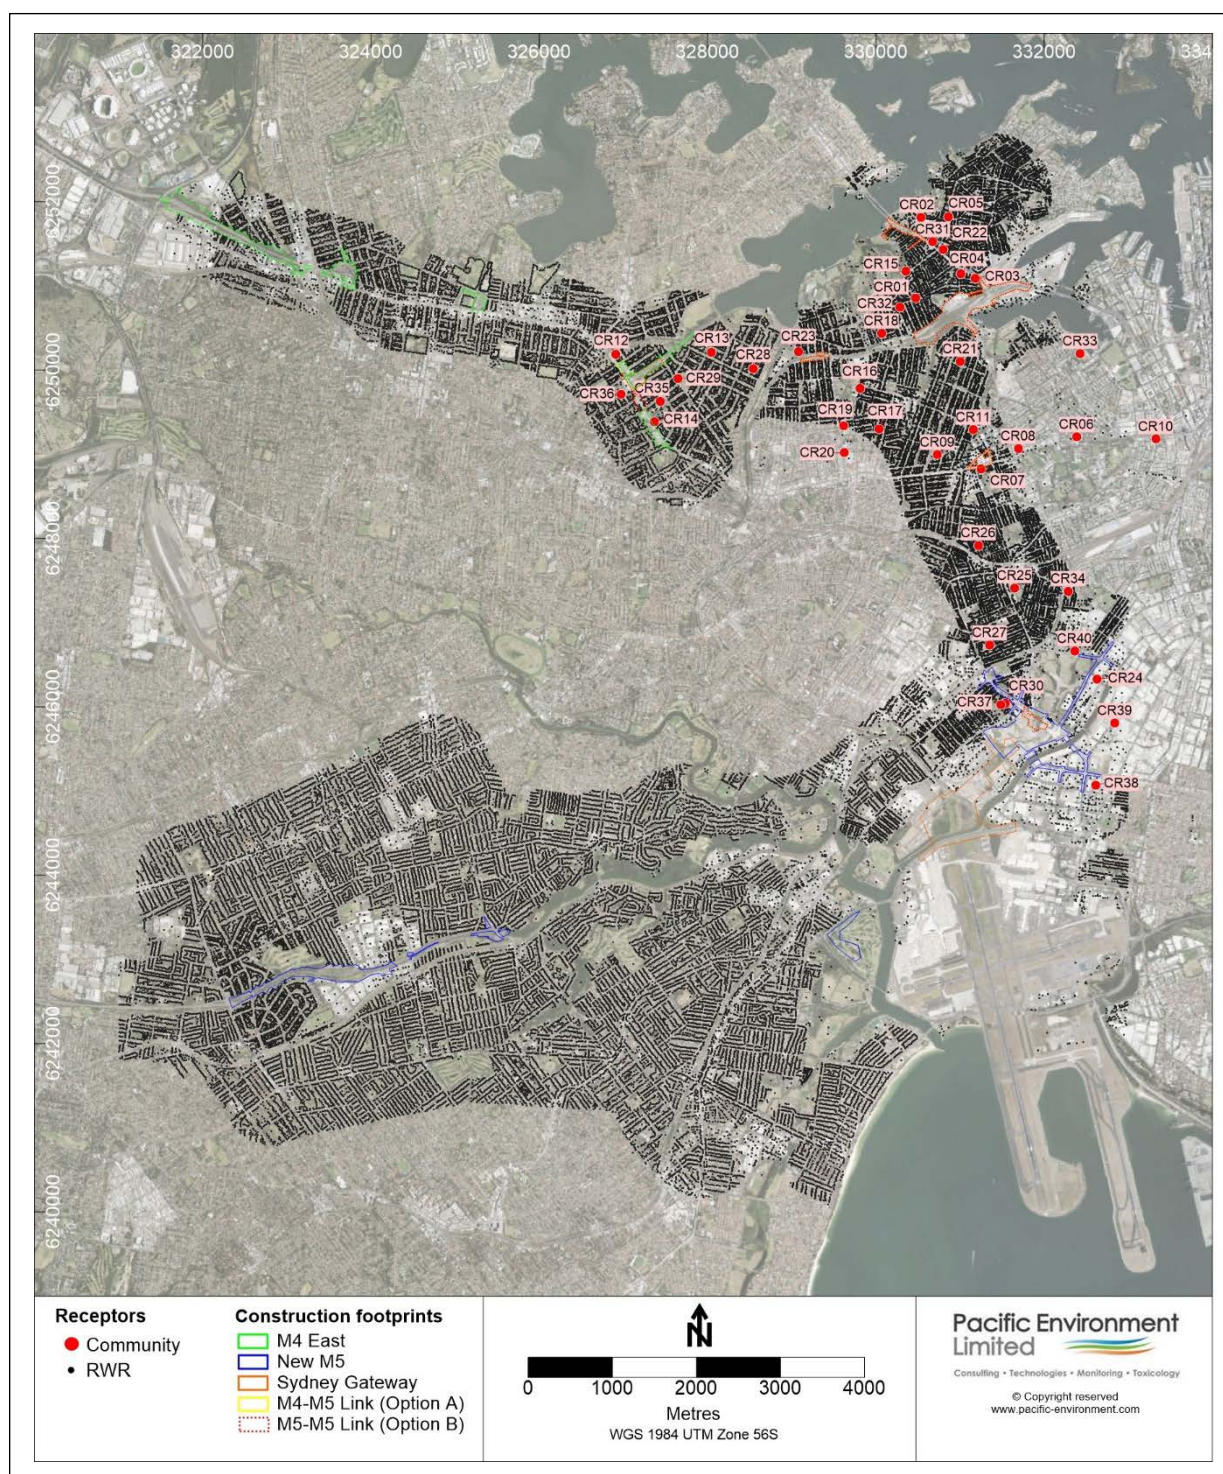 322000
324000
326000
328000
330000
332000
334
6252000
6250000
6248000
6246000
6244000
6242000
6240000
CR02
CR05
CR31
CR22
CR15
CR04
CR01
CR03
CR32
CR18
CR12
CR13
CR23
CR28
CR21
CR33
CR29
CR16
CR36
CR35
CR14
CR19
CR17
CR11
CR06
CR10
CR20
CR09
CR08
CR07
CR26
CR25
CR34
CR27
CR40
CR24
CR30
CR37
CR39
CR38
Receptors
Community
RWR
Construction footprints
M4 East
New M5
Sydney Gateway
M4-M5 Link (Option A)
M5-M5 Link (Option B)
N
0 1000 2000 3000 4000
Metres
WGS 1984 UTM Zone 56S
Pacific Environment
Limited
Consulting • Technologies • Monitoring • Toxicology
© Copyright reserved
www.pacific-environment.com